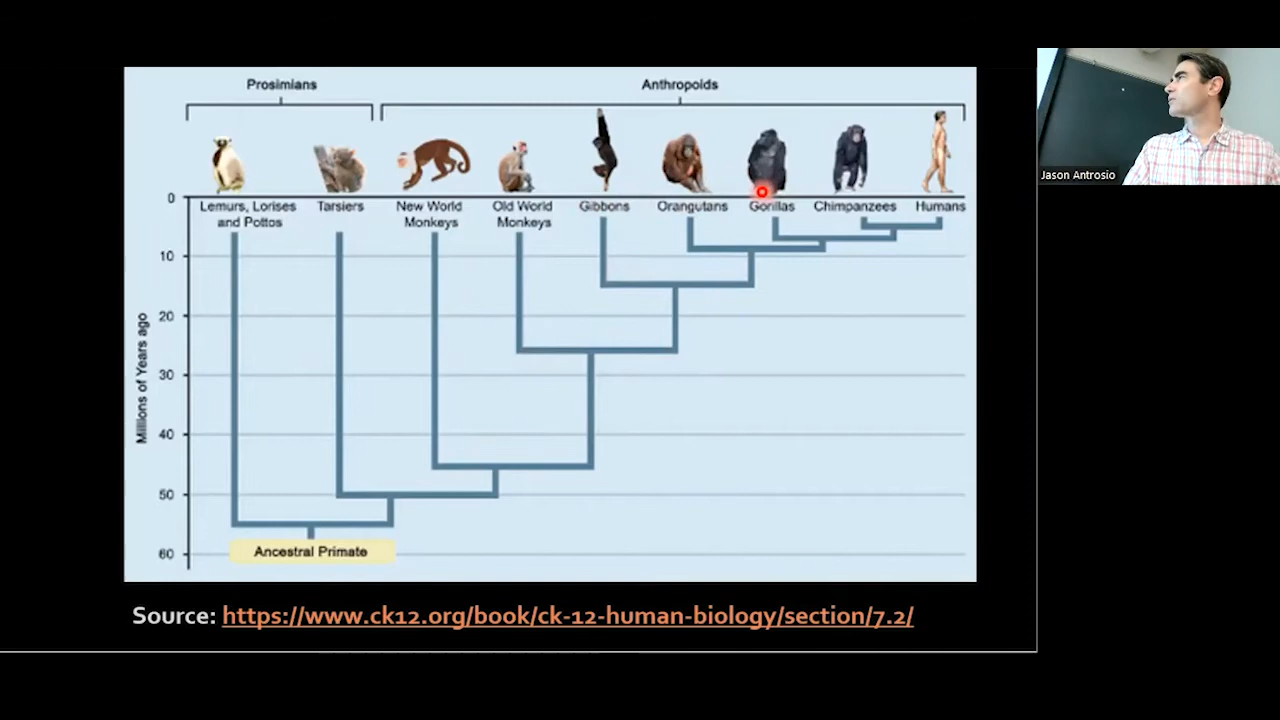 Prosimians
Anthropoids
0
Lemurs, Lorises
and Pottos
Tarsiers
New World
Monkeys
Old World
Monkeys
Gibbons
Orangutans
Gorillas
Chimpanzees
Humans
10
20
30
40
50
60
Millions of Years ago
Ancestral Primate
Source: https://www.ck12.org/book/ck-12-human-biology/section/7.2/
Jason Antrosio